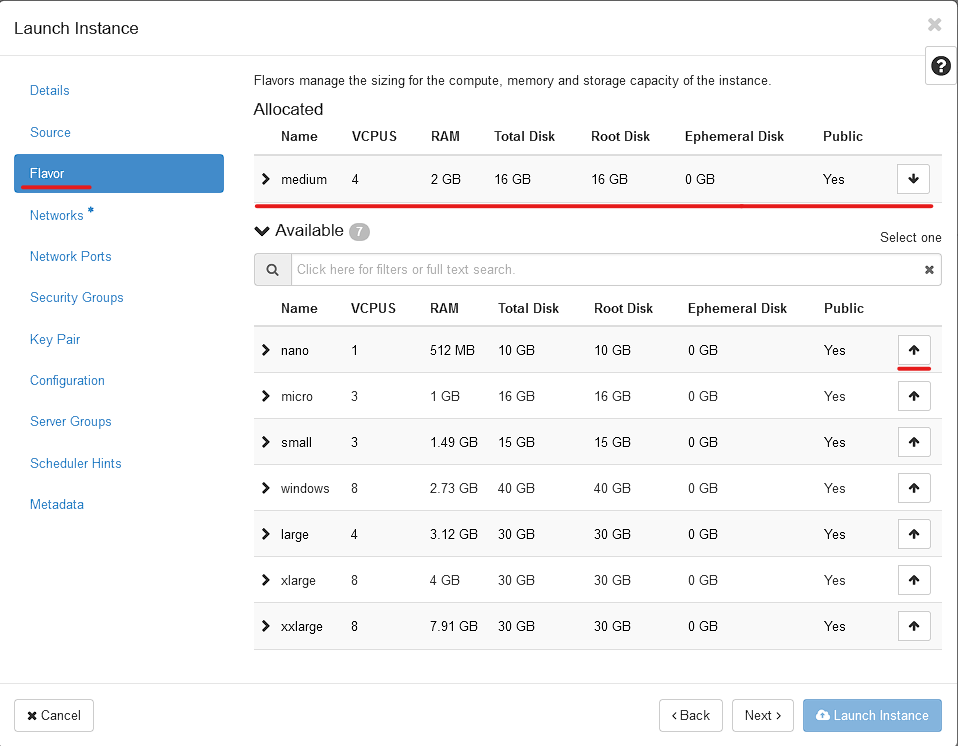 Launch Instance
Details
Source
Flavor
Networks *
Network Ports
Security Groups
Key Pair
Configuration
Server Groups
Scheduler Hints
Metadata
Flavors manage the sizing for the compute, memory and storage capacity of the instance.
Allocated
Name VCPUS RAM Total Disk Root Disk Ephemeral Disk Public
medium 4 2 GB 16 GB 16 GB 0 GB Yes
Available 7
Select one
Click here for filters or full text search.
Name VCPUS RAM Total Disk Root Disk Ephemeral Disk Public
nano 1 512 MB 10 GB 10 GB 0 GB Yes
micro 3 1 GB 16 GB 16 GB 0 GB Yes
small 3 1.49 GB 15 GB 15 GB 0 GB Yes
windows 8 2.73 GB 40 GB 40 GB 0 GB Yes
large 4 3.12 GB 30 GB 30 GB 0 GB Yes
xlarge 8 4 GB 30 GB 30 GB 0 GB Yes
xxlarge 8 7.91 GB 30 GB 30 GB 0 GB Yes
Cancel
Back
Next
Launch Instance